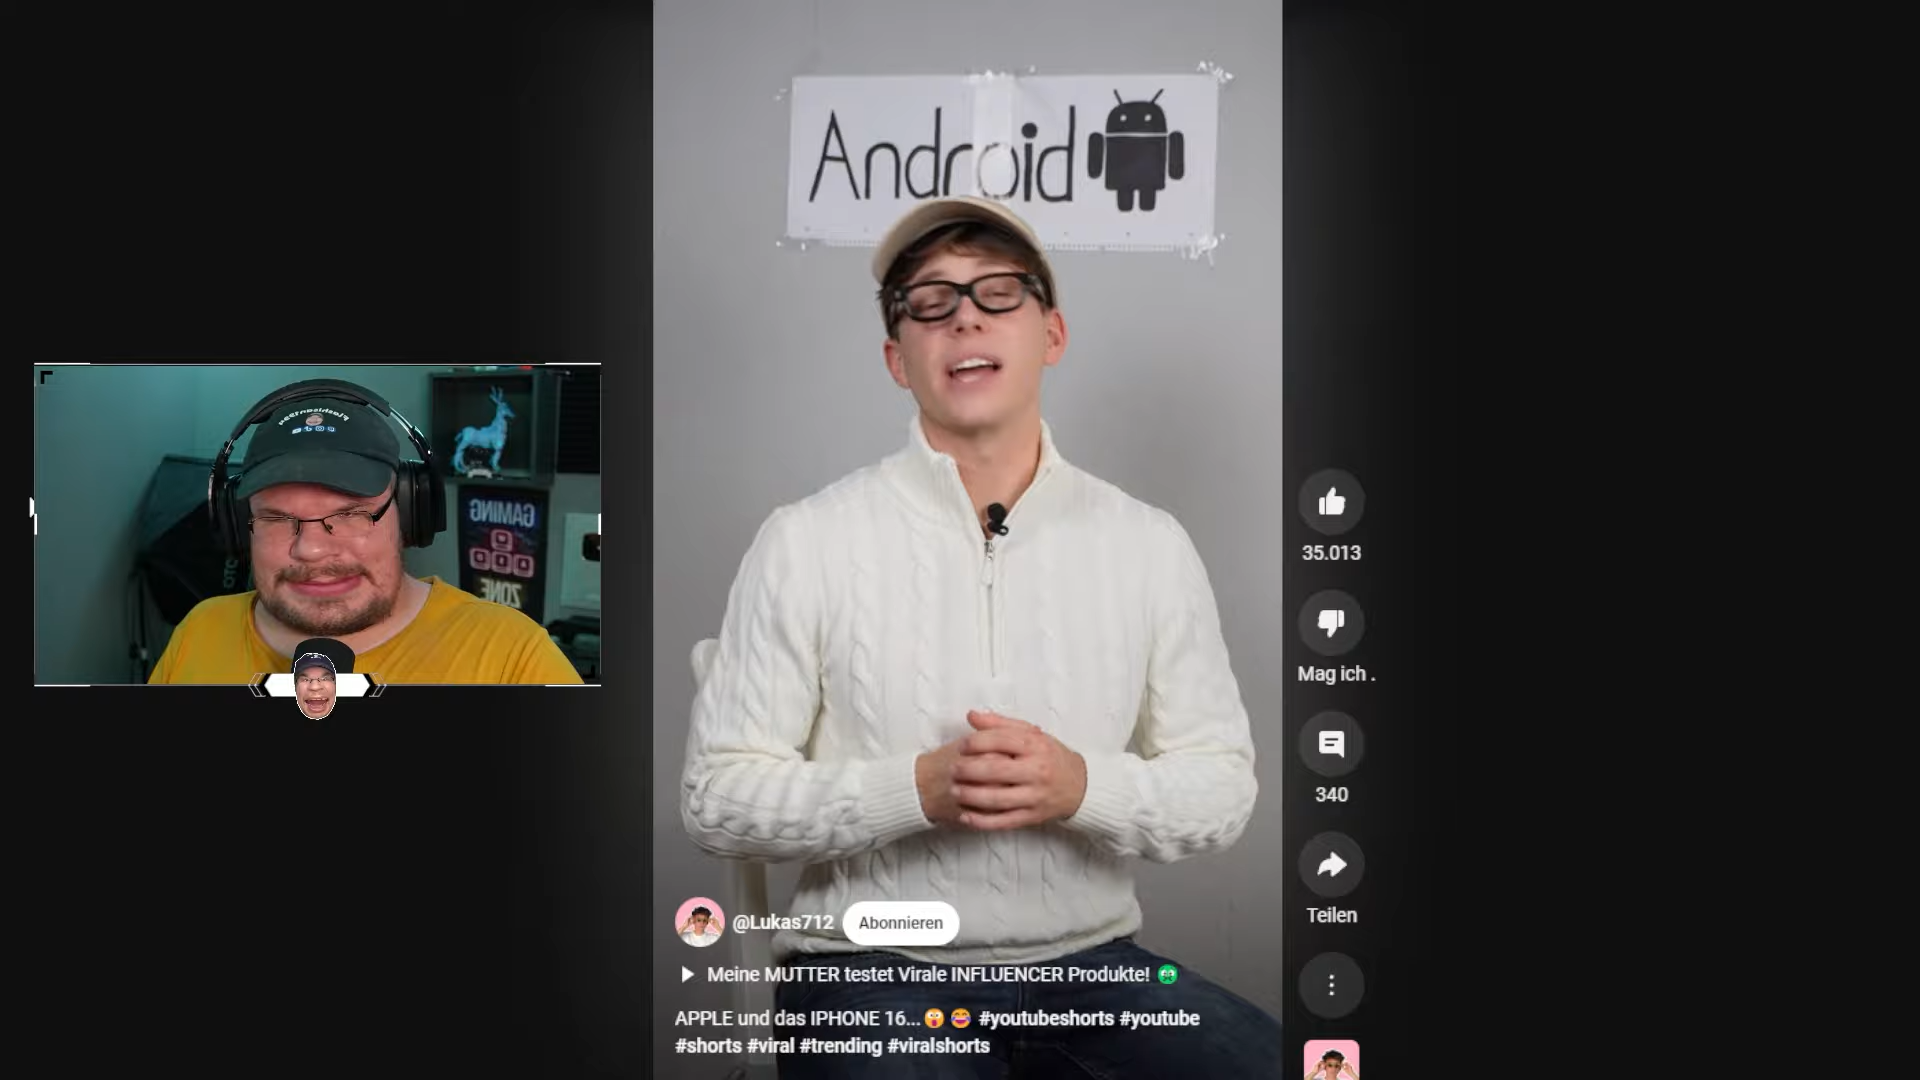 Android
GAMING
ZONE
35.013
Mag ich .
340
Teilen
@Lukas712
Abonnieren
Meine MUTTER testet Virale INFLUENCER Produkte!
APPLE und das IPHONE 16...😲😂 #youtubeshorts #youtube
#shorts #viral #trending #viralshorts